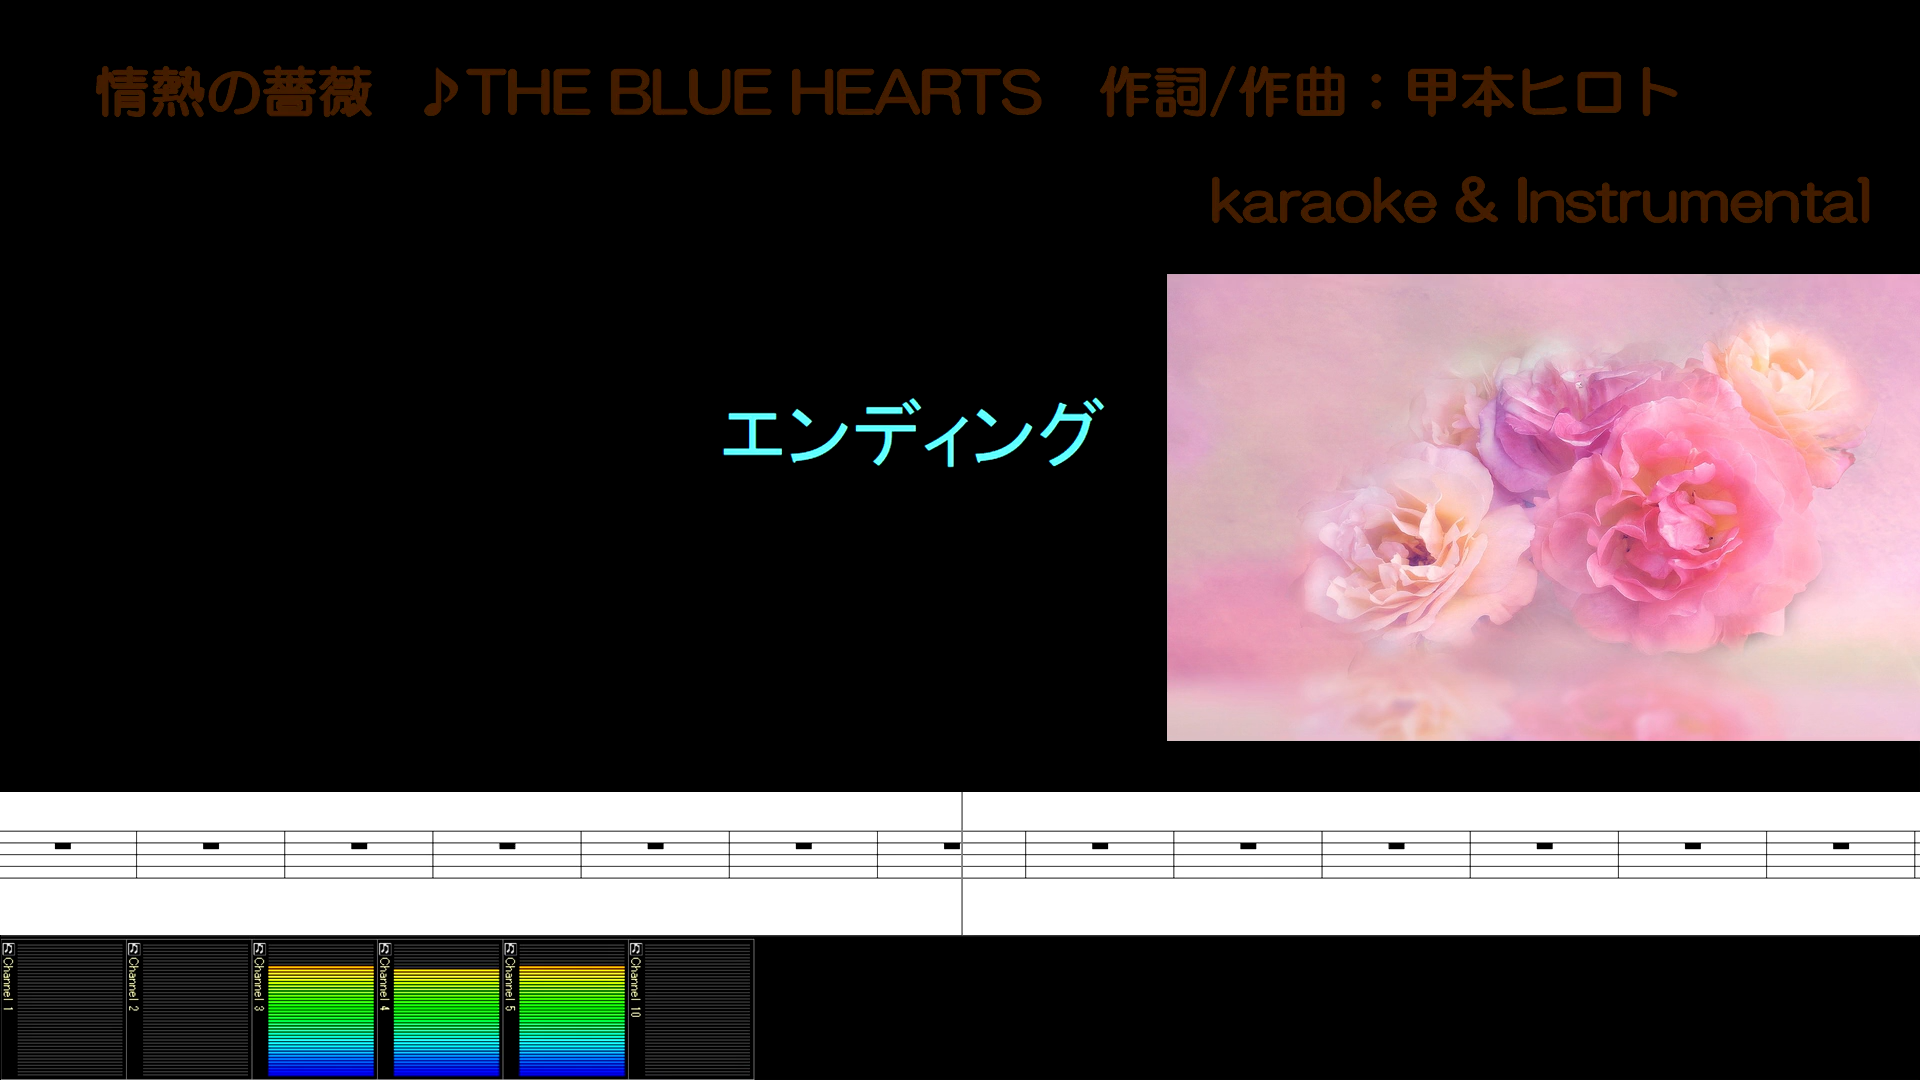 情熱の薔薇　♪THE BLUE HEARTS　作詞/作曲：甲本ヒロト
karaoke & Instrumental
エンディング
Channel 1
Channel 2
Channel 3
Channel 4
Channel 5
Channel 10